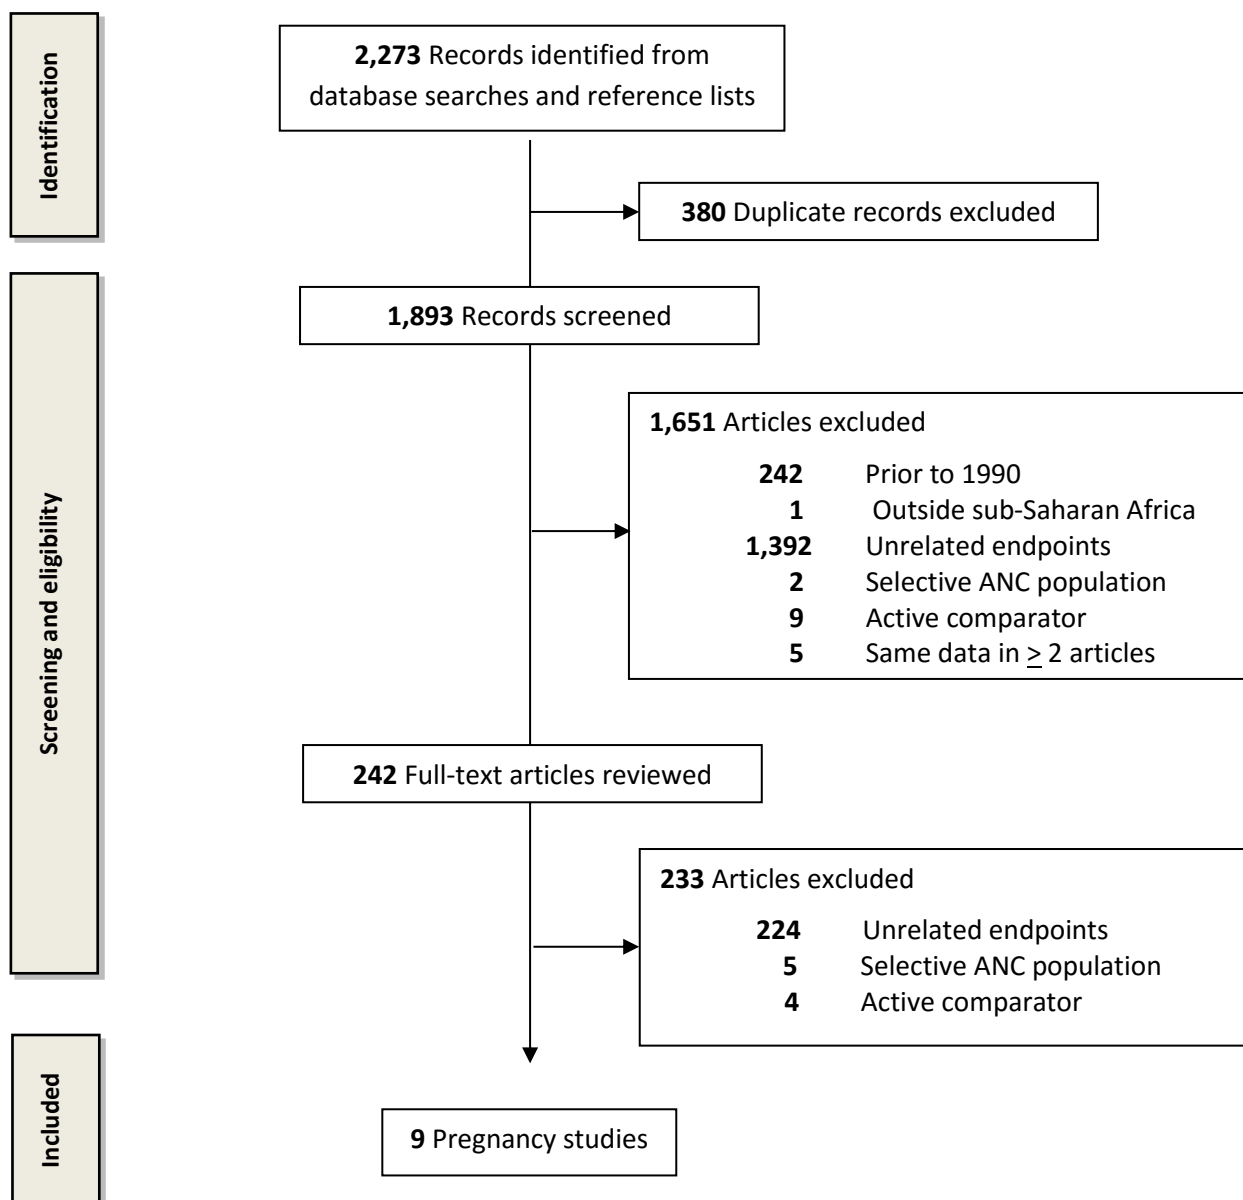 Identification
2,273 Records identified from
database searches and reference lists
380 Duplicate records excluded
Screening and eligibility
1,893 Records screened
1,651 Articles excluded
242 Prior to 1990
1 Outside sub-Saharan Africa
1,392 Unrelated endpoints
2 Selective ANC population
9 Active comparator
5 Same data in ≥ 2 articles
242 Full-text articles reviewed
233 Articles excluded
224 Unrelated endpoints
5 Selective ANC population
4 Active comparator
Included
9 Pregnancy studies